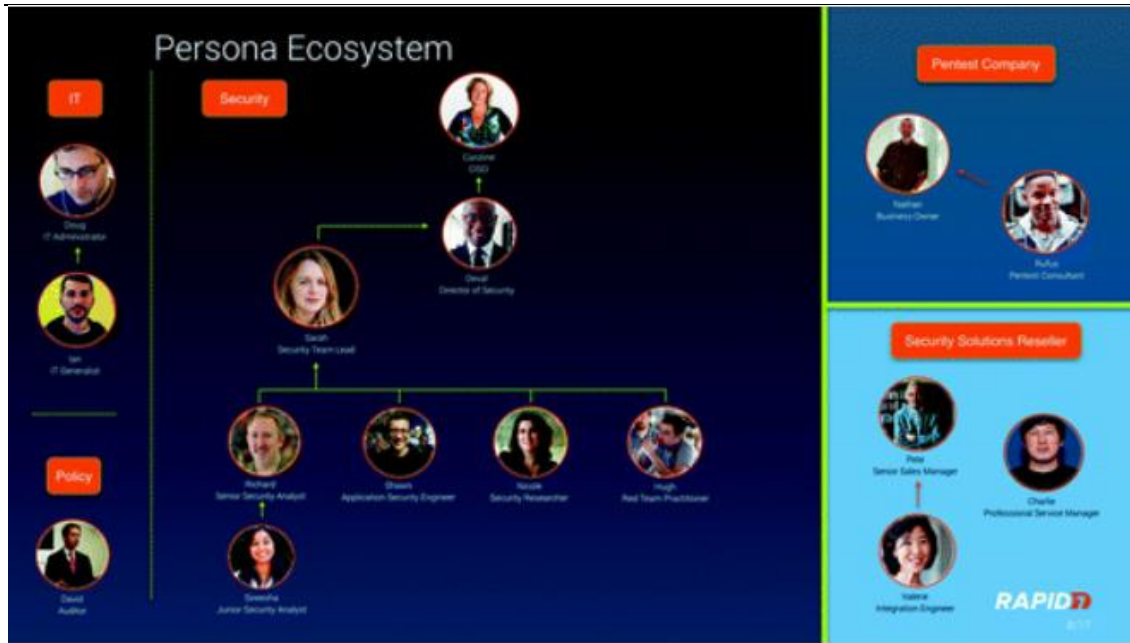 Persona Ecosystem
IT
Security
Pentest Company
Caroline
CISO
Doug
IT Administrator
Nathan
Business Owner
Rufus
Pentest Consultant
Deval
Director of Security
Ian
IT Generalist
Sarah
Security Team Lead
Security Solutions Reseller
Pete
Senior Sales Manager
Charlie
Professional Service Manager
Policy
Richard
Senior Security Analyst
Shawn
Application Security Engineer
Nicole
Security Researcher
Hugh
Red Team Practitioner
David
Auditor
Junior Security Analyst
Valerie
Integration Engineer
RAPID7